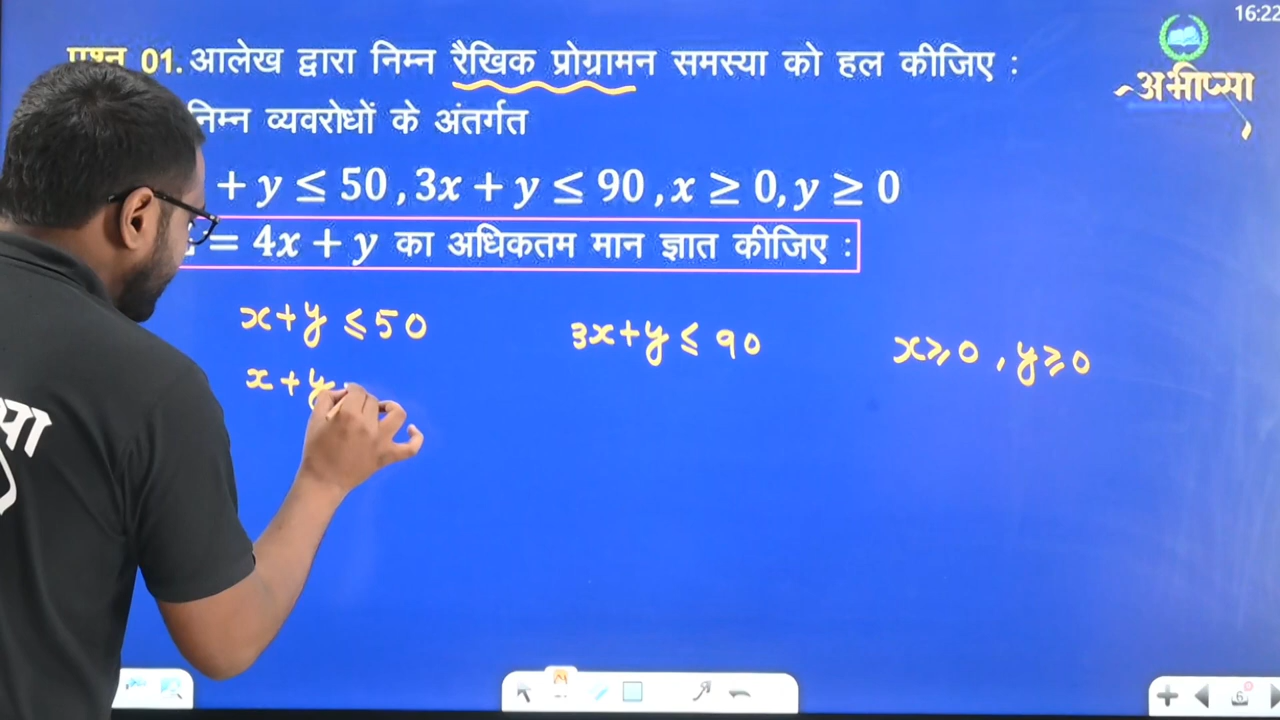 16:22
प्रश्न 01. आलेख द्वारा निम्न रैखिक प्रोग्रामन समस्या को हल कीजिए :
अभीप्सा
निम्न व्यवरोधों के अंतर्गत
+ y ≤ 50 , 3x + y ≤ 90 , x ≥ 0, y ≥ 0
= 4x + y का अधिकतम मान ज्ञात कीजिए :
x+y ≤ 50 3x+y ≤ 90 x ≥ 0 , y ≥ 0
x+y
सा
6